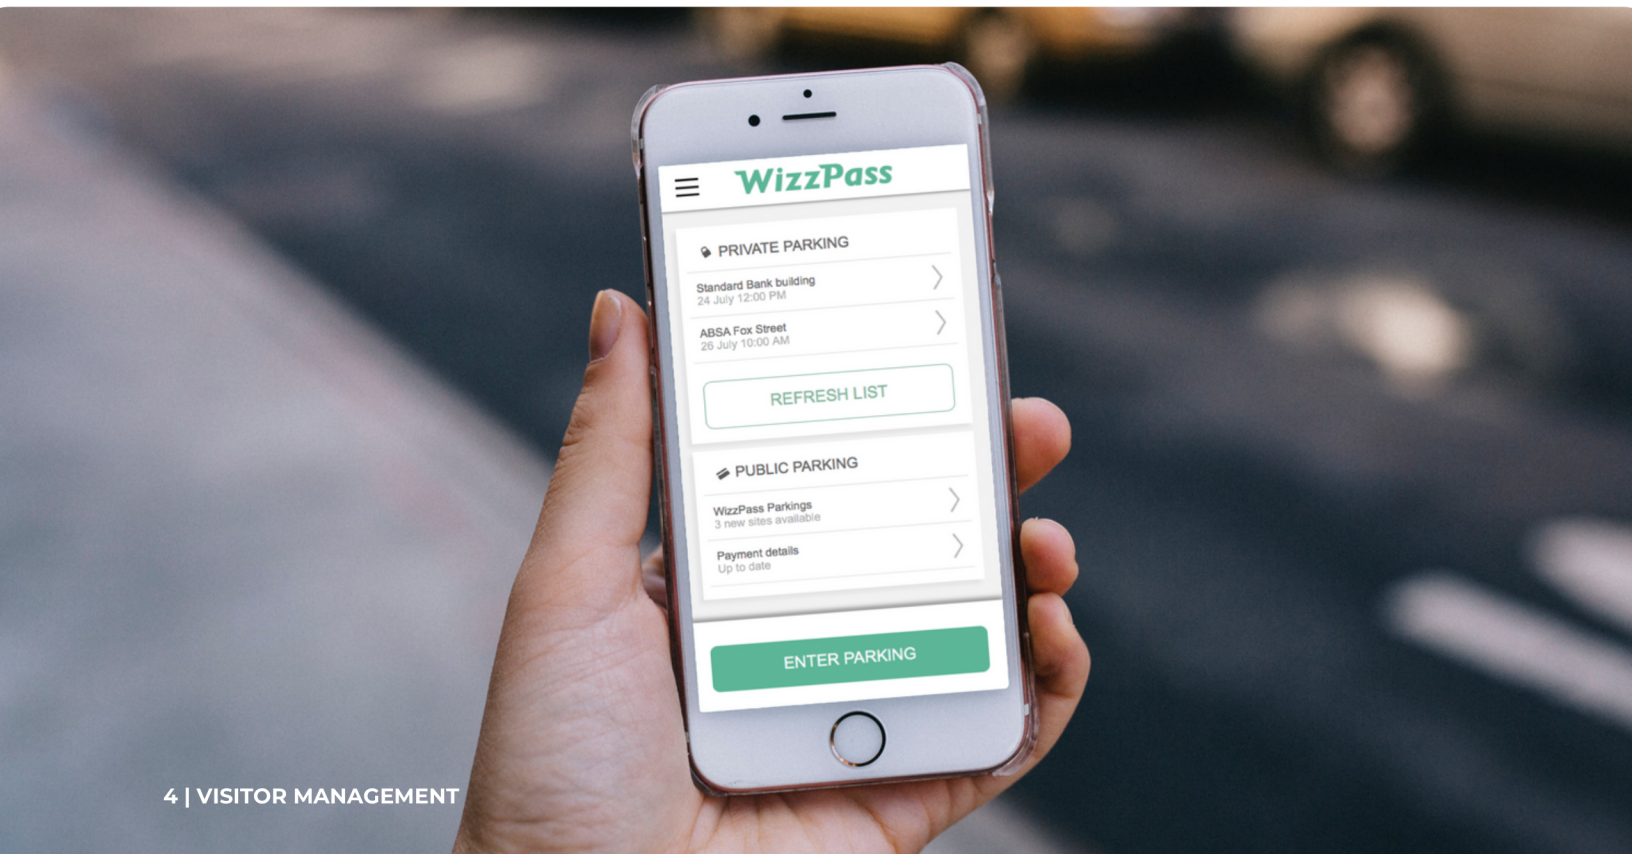 WizzPass
PRIVATE PARKING
Standard Bank building
24 July 12:00 PM
ABSA Fox Street
26 July 10:00 AM
REFRESH LIST
PUBLIC PARKING
WizzPass Parkings
3 new sites available
Payment details
Up to date
ENTER PARKING
4 | VISITOR MANAGEMENT